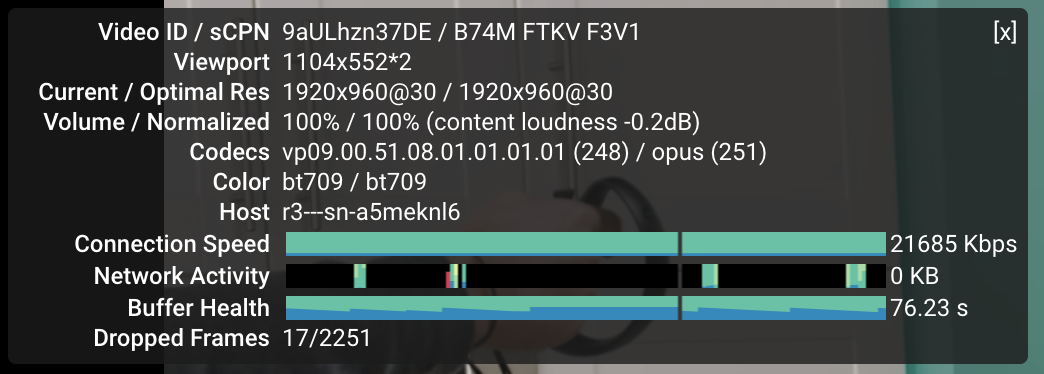 Video ID / sCPN 9aULhzn37DE / B74M FTKV F3V1 [x]
Viewport 1104x552*2
Current / Optimal Res 1920x960@30 / 1920x960@30
Volume / Normalized 100% / 100% (content loudness -0.2dB)
Codecs vp09.00.51.08.01.01.01.01 (248) / opus (251)
Color bt709 / bt709
Host r3---sn-a5meknl6
Connection Speed 21685 Kbps
Network Activity 0 KB
Buffer Health 76.23 s
Dropped Frames 17/2251